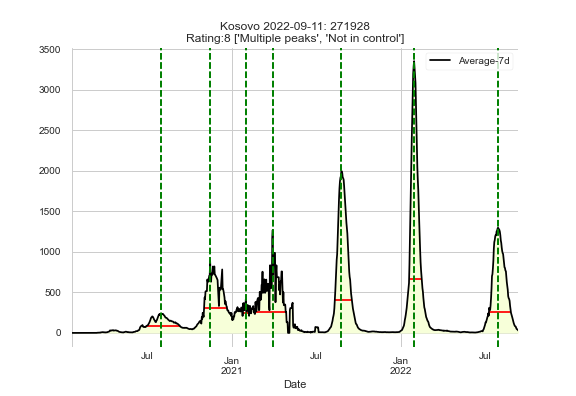 Kosovo 2022-09-11: 271928
Rating:8 ['Multiple peaks', 'Not in control']
Average-7d
3500
3000
2500
2000
1500
1000
500
0
Jul
Jan
2021
Jul
Jan
2022
Jul
Date